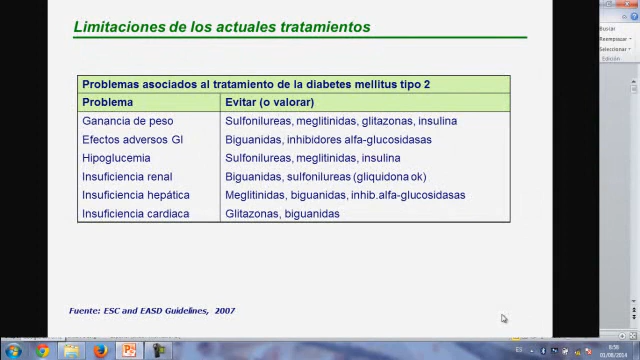 Limitaciones de los actuales tratamientos
Problemas asociados al tratamiento de la diabetes mellitus tipo 2
Problema Evitar (o valorar)
Ganancia de peso Sulfonilureas, meglitinidas, glitazonas, insulina
Efectos adversos GI Biguanidas, inhibidores alfa-glucosidasas
Hipoglucemia Sulfonilureas, meglitinidas, insulina
Insuficiencia renal Biguanidas, sulfonilureas (gliquidona ok)
Insuficiencia hepática Meglitinidas, biguanidas, inhib.alfa-glucosidasas
Insuficiencia cardiaca Glitazonas, biguanidas
Fuente: ESC and EASD Guidelines, 2007
Buscar
Reemplazar
Seleccionar
Edición
ES